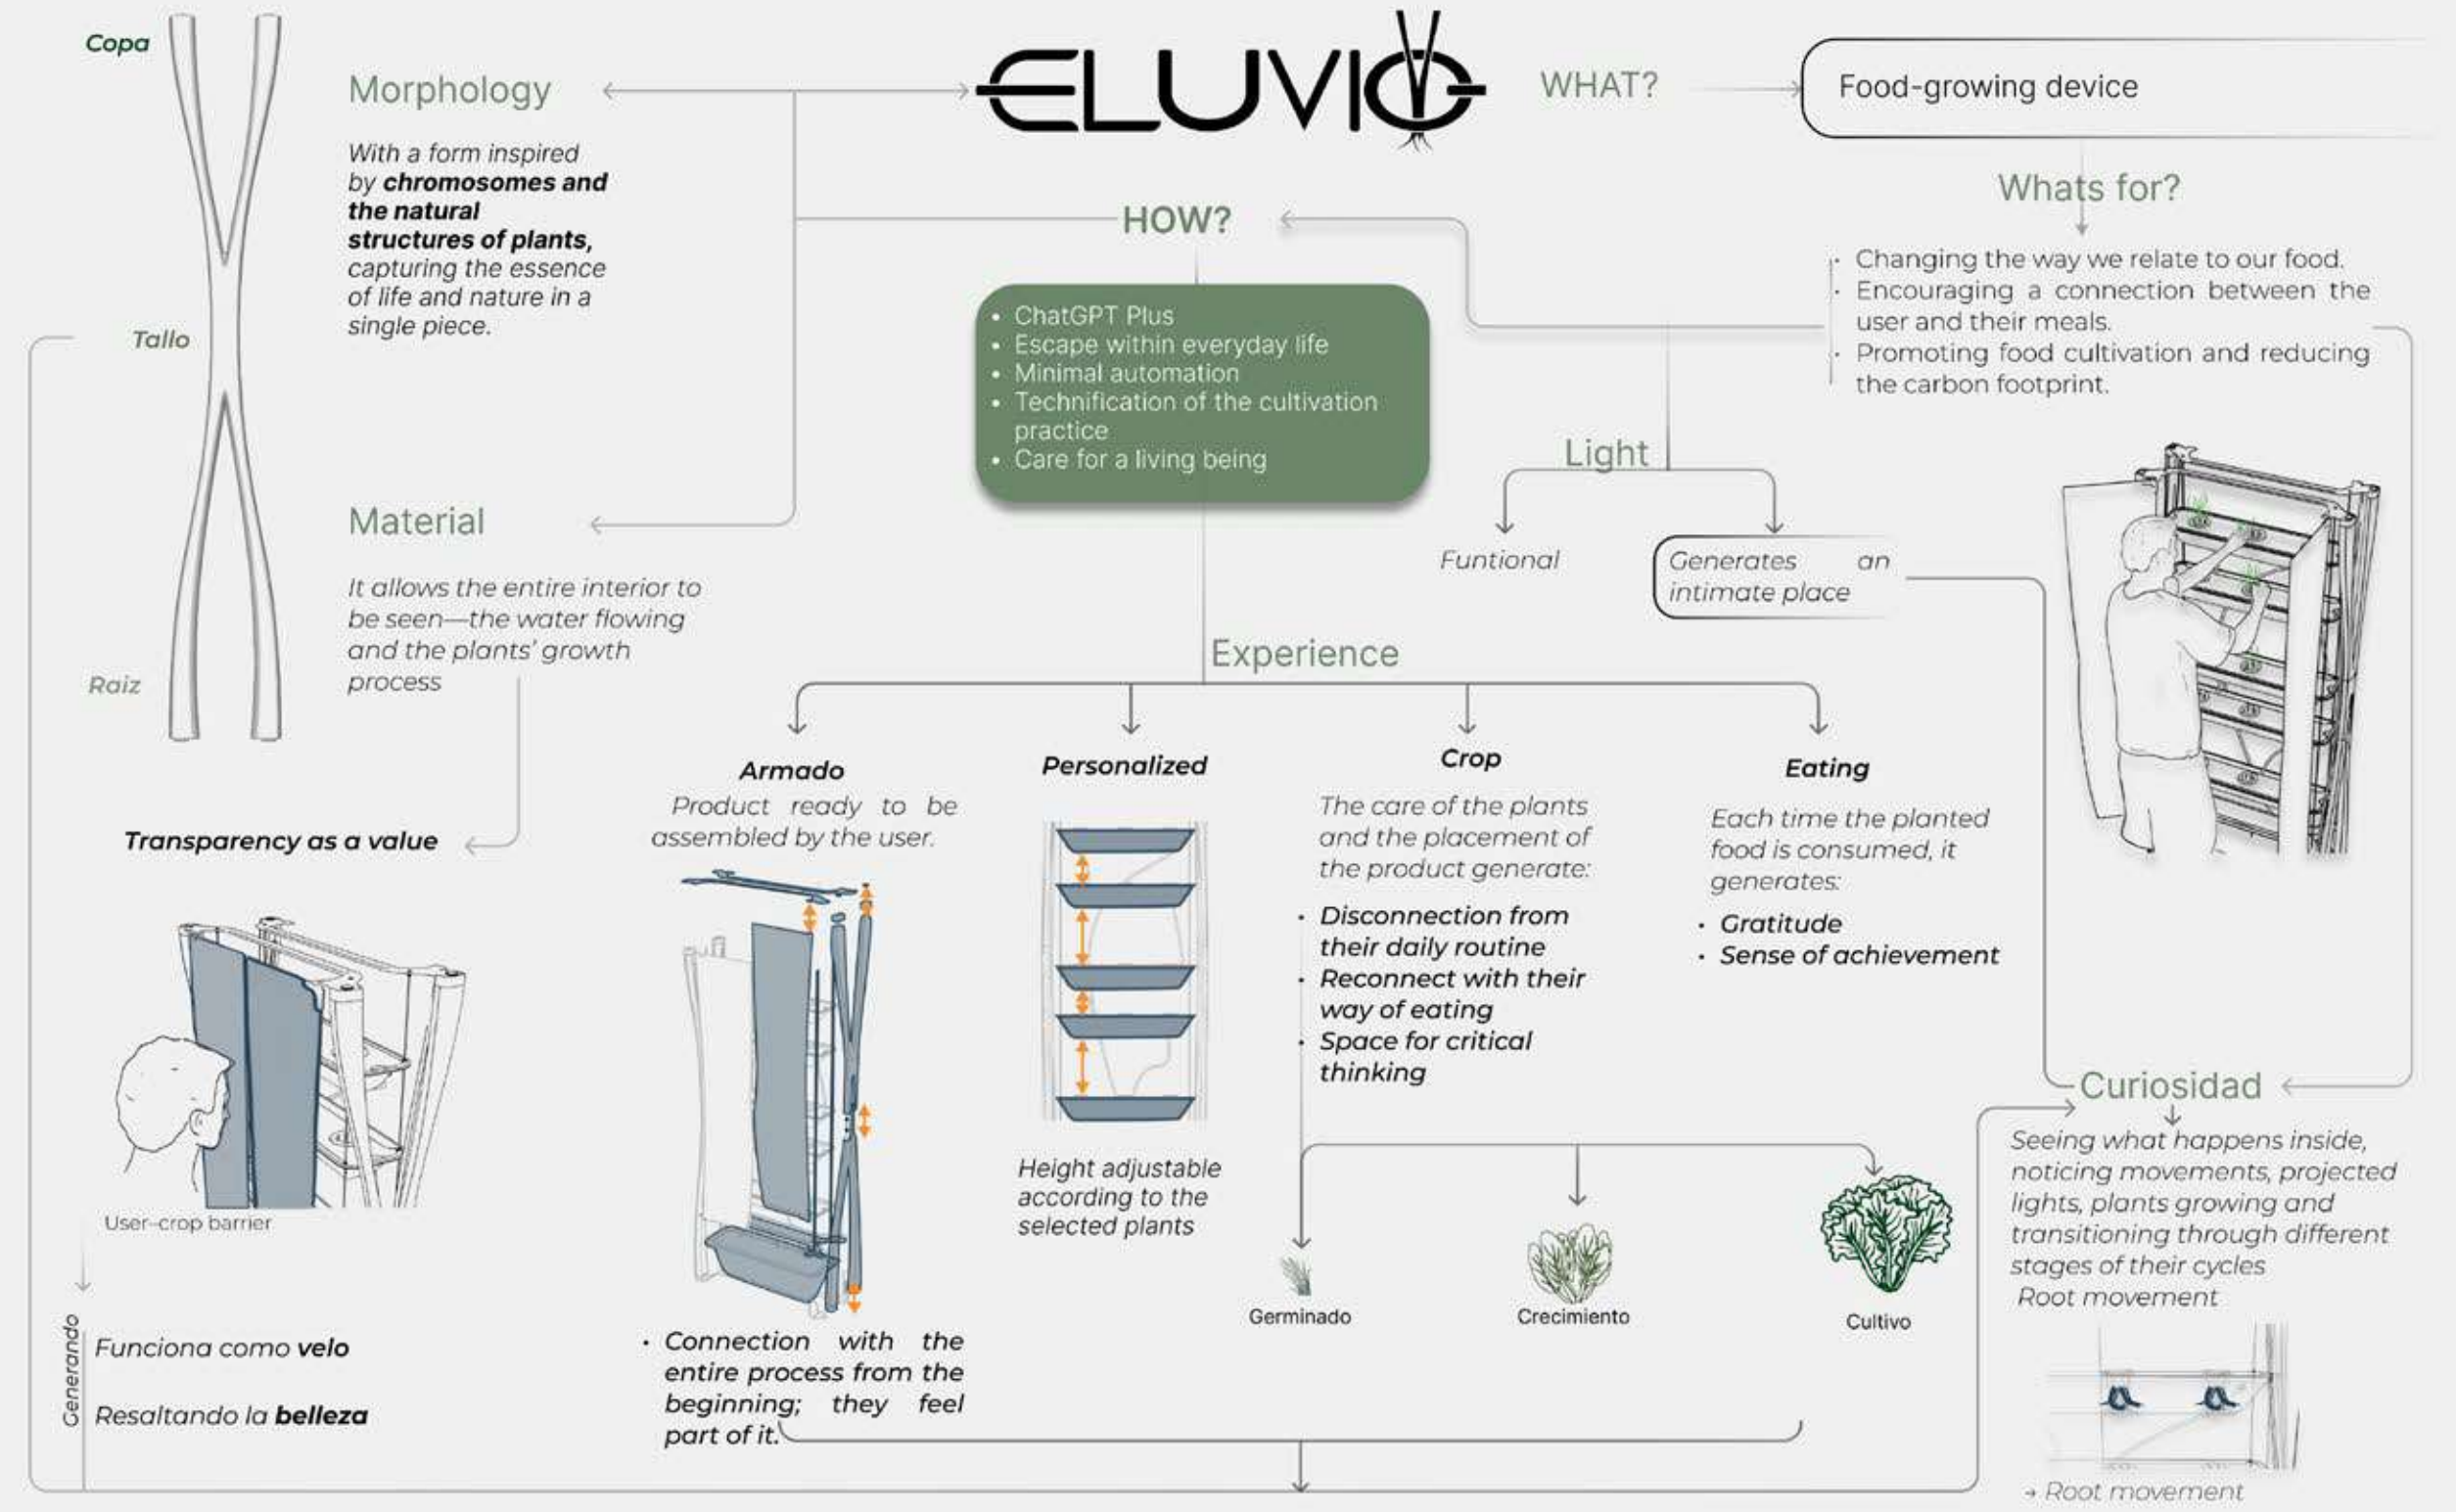 Copa
Tallo
Raiz
Morphology
With a form inspired
by chromosomes and
the natural
structures of plants,
capturing the essence
of life and nature in a
single piece.
Material
It allows the entire interior to
be seen—the water flowing
and the plants' growth
process
Transparency as a value
User-crop barrier
Generando
Funciona como velo
Resaltando la belleza
ELUVIO
WHAT?
Food-growing device
Whats for?
· Changing the way we relate to our food.
· Encouraging a connection between the
user and their meals.
· Promoting food cultivation and reducing
the carbon footprint.
HOW?
• ChatGPT Plus
• Escape within everyday life
• Minimal automation
• Technification of the cultivation
practice
• Care for a living being
Light
Funtional
Generates an
intimate place
Experience
Armado
Product ready to be
assembled by the user.
· Connection with the
entire process from the
beginning; they feel
part of it.
Personalized
Height adjustable
according to the
selected plants
Crop
The care of the plants
and the placement of
the product generate:
· Disconnection from
their daily routine
· Reconnect with their
way of eating
· Space for critical
thinking
Germinado
Crecimiento
Cultivo
Eating
Each time the planted
food is consumed, it
generates:
· Gratitude
· Sense of achievement
Curiosidad
Seeing what happens inside,
noticing movements, projected
lights, plants growing and
transitioning through different
stages of their cycles
Root movement
→ Root movement